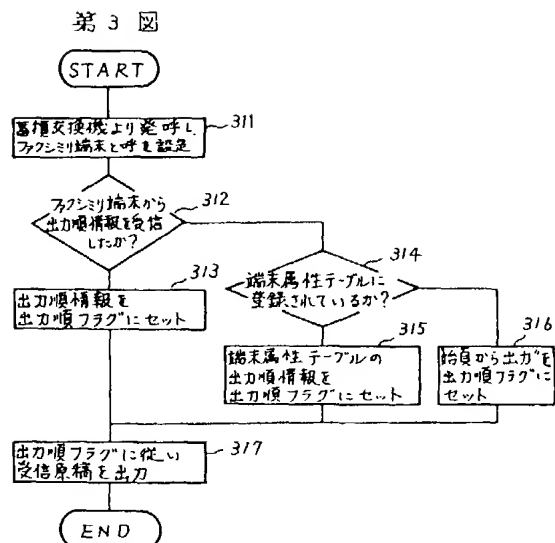 第3図
START
蓄積交換機より発呼し、
ファクシミリ端末と呼を設定
311
ファクシミリ端末から
出力順情報を受信
したか?
312
出力順情報を
出力順フラグにセット
313
端末属性テーブルに
登録されているか?
314
端末属性テーブルの
出力順情報を
出力順フラグにセット
315
始頁から出力を
出力順フラグに
セット
316
出力順フラグに従い
受信原稿を出力
317
END